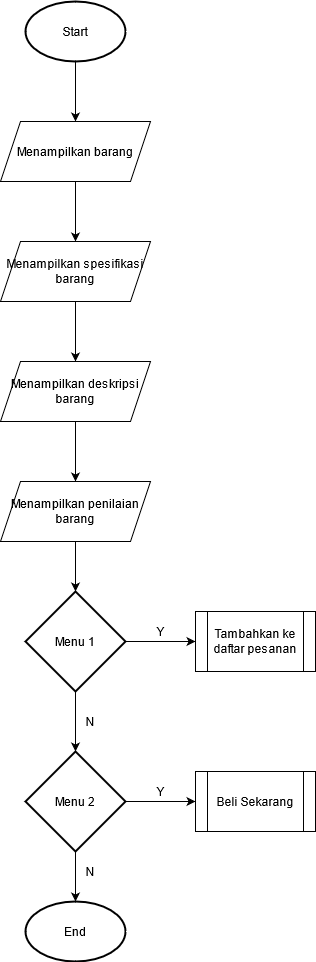 Start
Menampilkan barang
Menampilkan spesifikasi
barang
Menampilkan deskripsi
barang
Menampilkan penilaian
barang
Menu 1
Y
Tambahkan ke
daftar pesanan
N
Menu 2
Y
Beli Sekarang
N
End